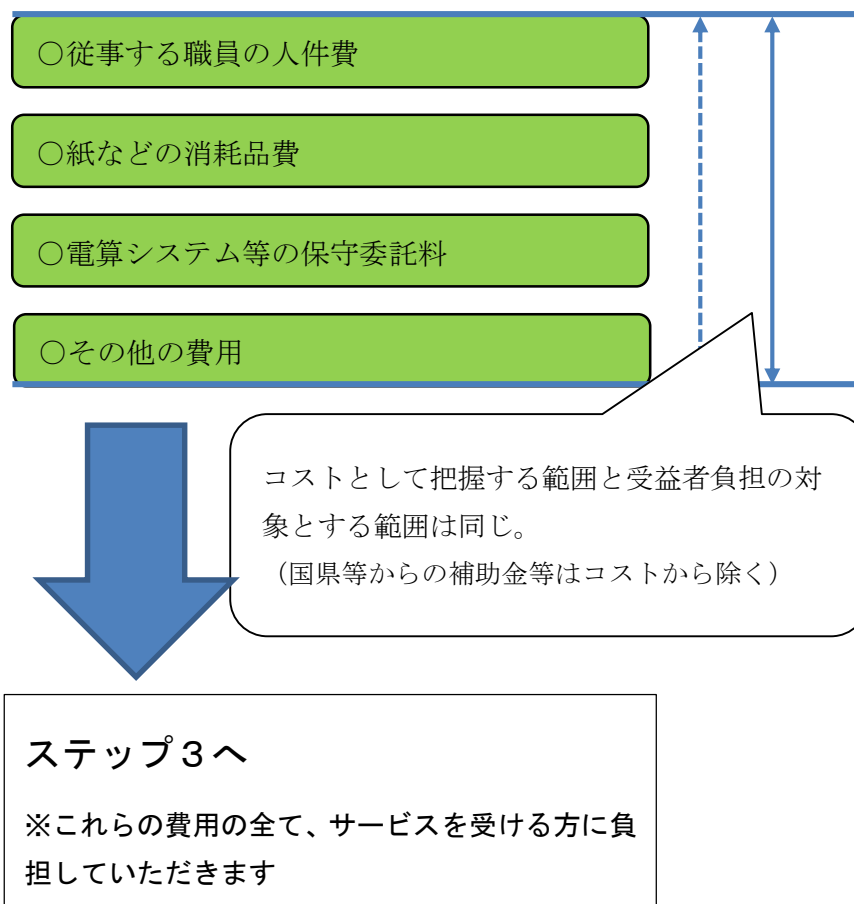 ○従事する職員の人件費
○紙などの消耗品費
○電算システム等の保守委託料
○その他の費用
コストとして把握する範囲と受益者負担の対
象とする範囲は同じ。
（国県等からの補助金等はコストから除く）
ステップ３へ
※これらの費用の全て、サービスを受ける方に負
担していただきます